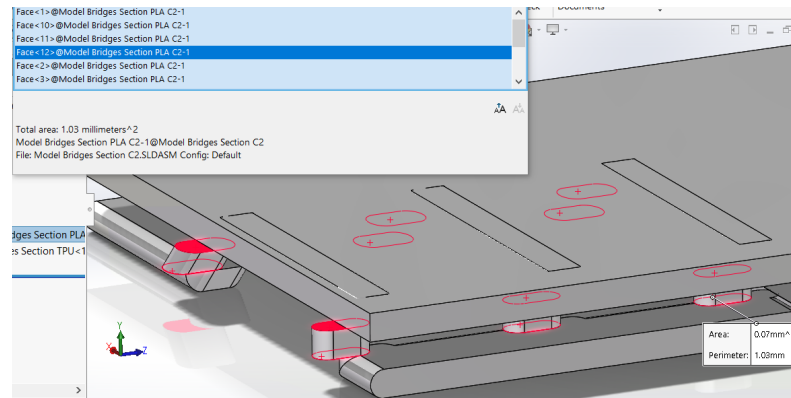 Face<1>@Model Bridges Section PLA C2-1
Face<10>@Model Bridges Section PLA C2-1
Face<11>@Model Bridges Section PLA C2-1
Face<12>@Model Bridges Section PLA C2-1
Face<2>@Model Bridges Section PLA C2-1
Face<3>@Model Bridges Section PLA C2-1
Total area: 1.03 millimeters^2
Model Bridges Section PLA C2-1@Model Bridges Section C2
File: Model Bridges Section C2.SLDASM Config: Default
dges Section PLA
es Section TPU<1
Documents
AA AA
Y
X
Z
Area: 0.07mm^
Perimeter: 1.03mm